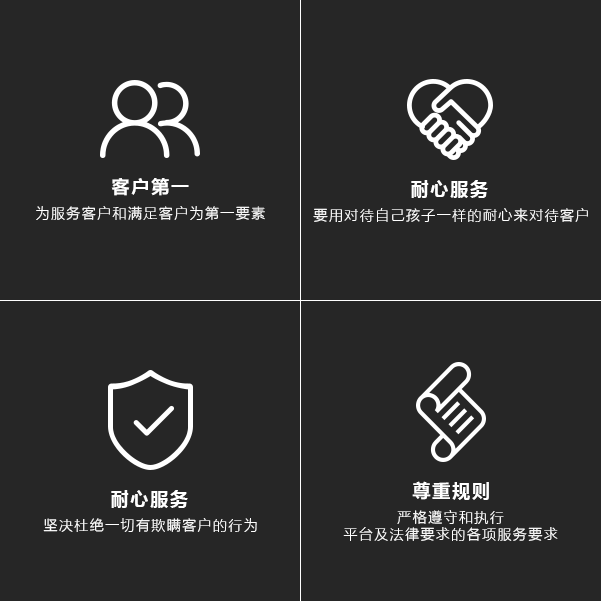 客户第一
为服务客户和满足客户为第一要素
耐心服务
要用对待自己孩子一样的耐心来对待客户
耐心服务
坚决杜绝一切有欺瞒客户的行为
尊重规则
严格遵守和执行
平台及法律要求的各项服务要求